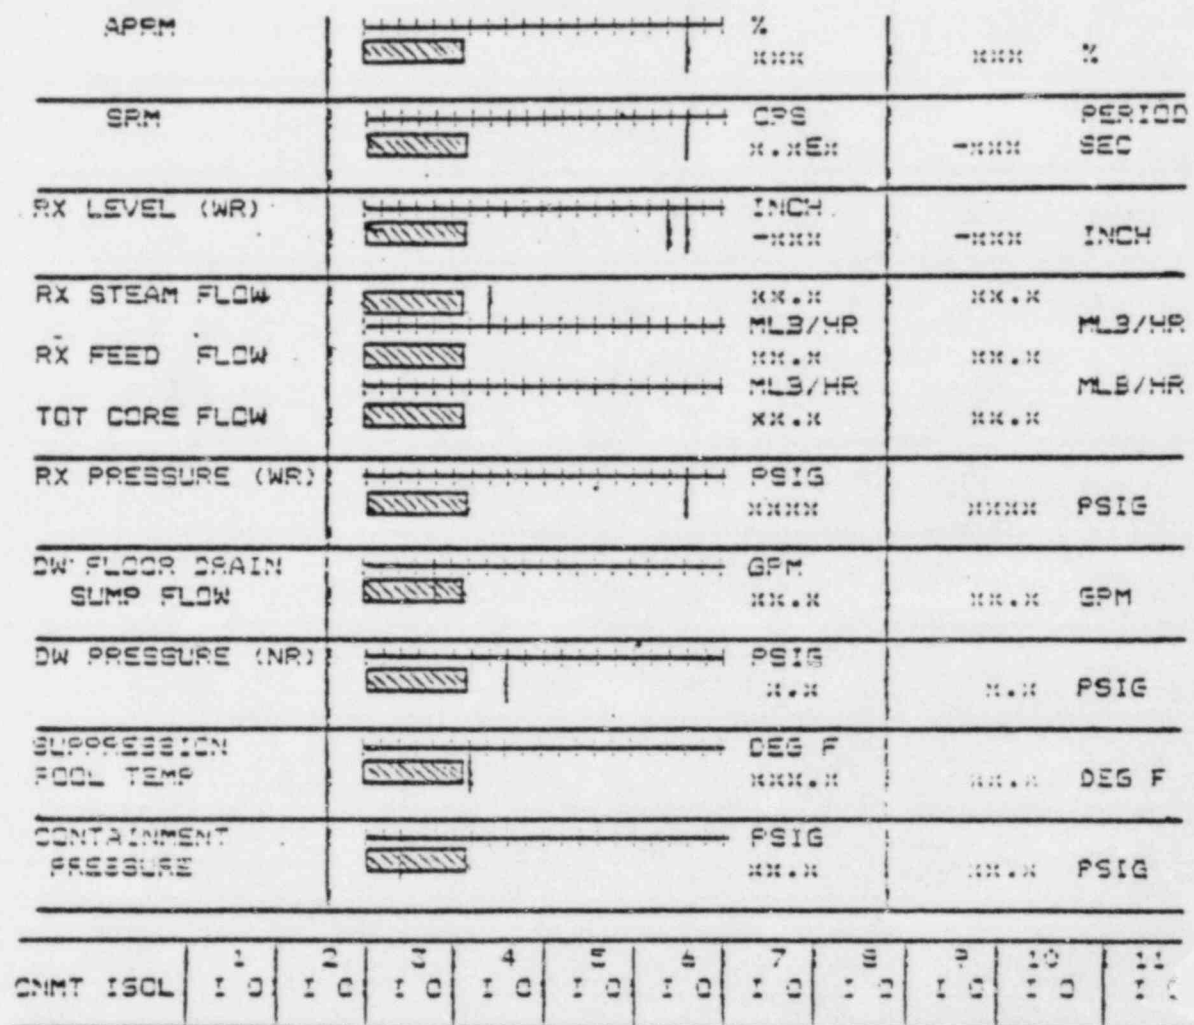 APRM %
xxx xxx %
SRM CPS PERIOD
x.xEx -xxx SEC
RX LEVEL (WR) INCH
-xxx -xxx INCH
RX STEAM FLOW xx.x xx.x
MLB/HR MLB/HR
RX FEED FLOW xx.x xx.x
MLB/HR MLB/HR
TOT CORE FLOW xx.x xx.x
RX PRESSURE (WR) PSIG
xxxx xxxx PSIG
DW FLOOR DRAIN GPM
SUMP FLOW xx.x xx.x GPM
DW PRESSURE (NR) PSIG
x.x x.x PSIG
SUPPRESSION DEG F
POOL TEMP xxx.x xx.x DEG F
CONTAINMENT PSIG
PRESSURE xx.x xx.x PSIG
1 2 3 4 5 6 7 8 9 10 11
CNMT ISOL I O I O I O I O I O I O I O I O I O I O I